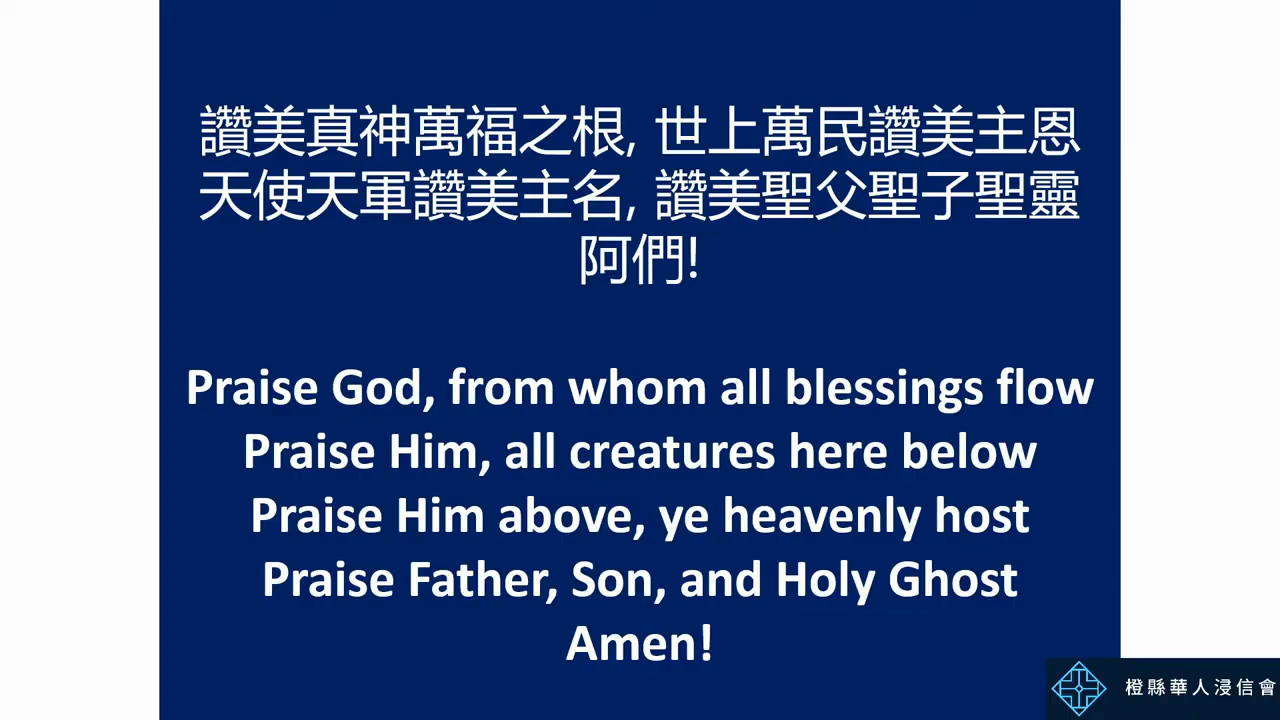 讚美真神萬福之根, 世上萬民讚美主恩
天使天軍讚美主名, 讚美聖父聖子聖靈
阿們!
Praise God, from whom all blessings flow
Praise Him, all creatures here below
Praise Him above, ye heavenly host
Praise Father, Son, and Holy Ghost
Amen!
橙縣華人浸信會